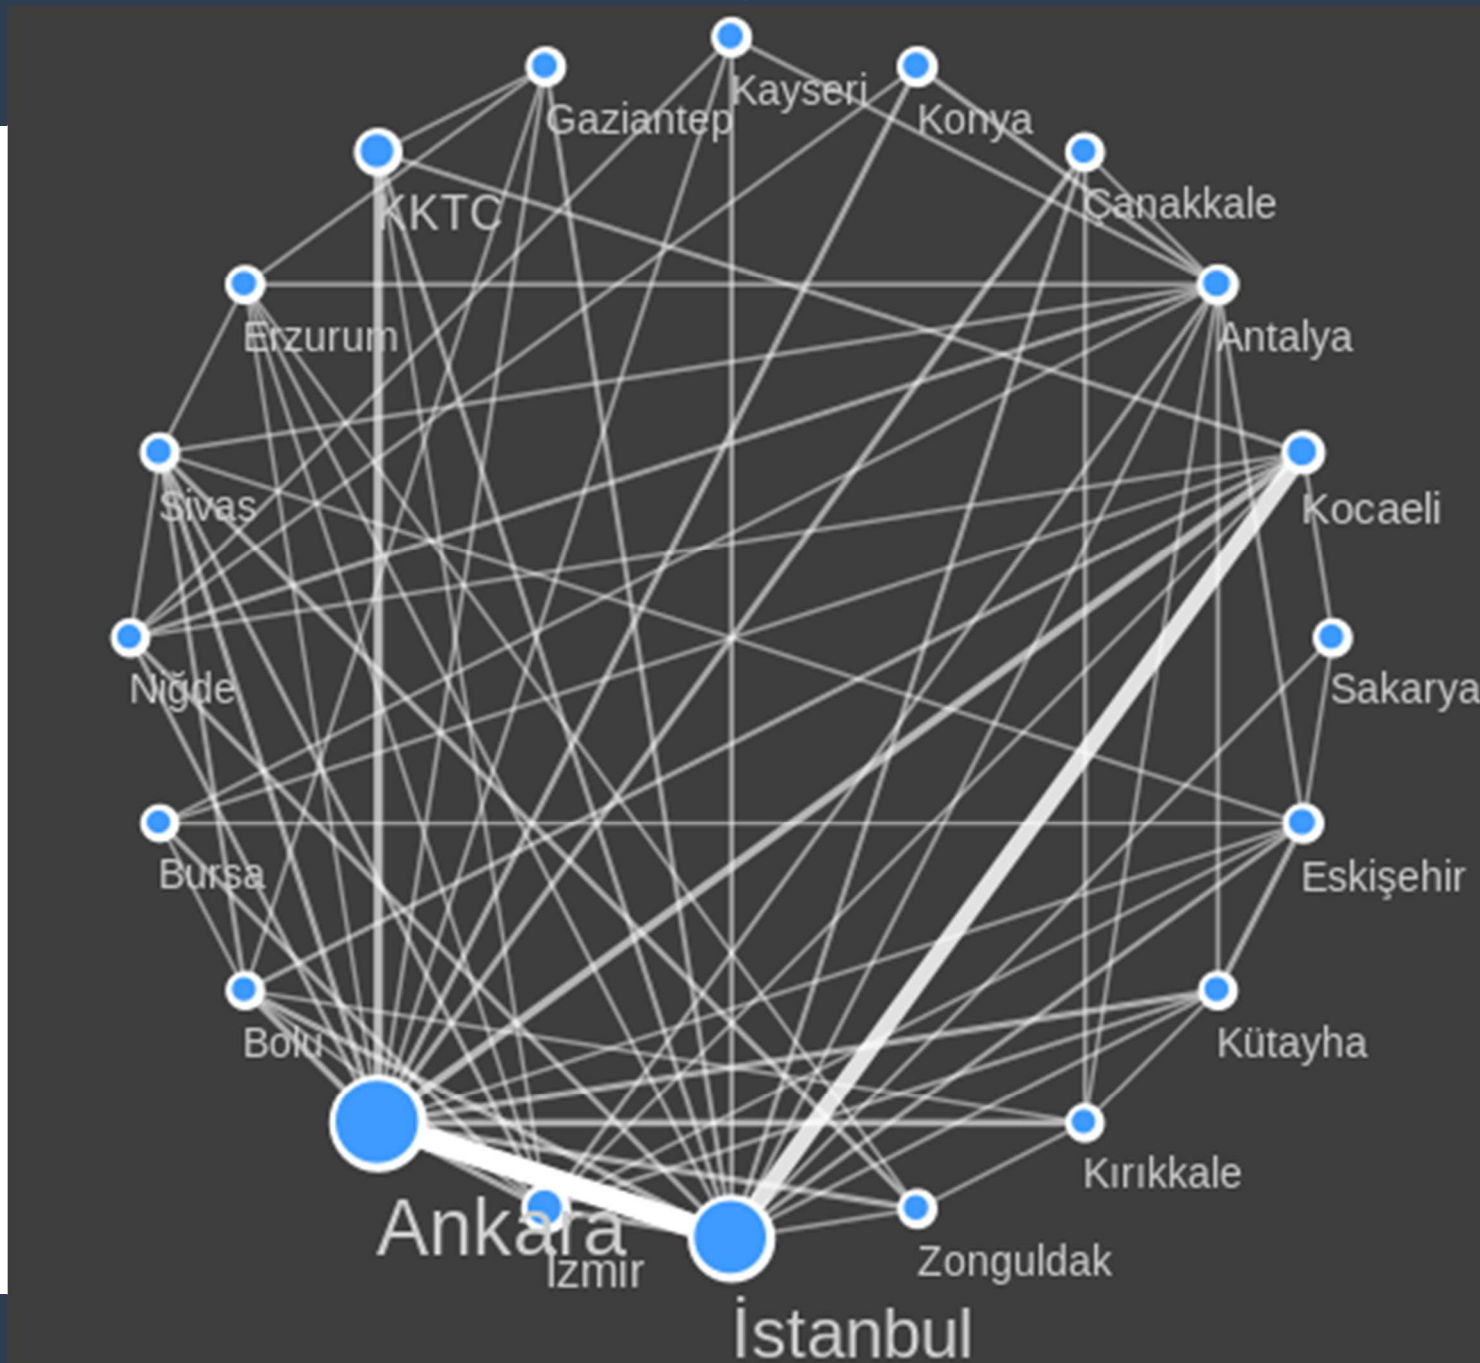 Kayseri
Gaziantep
Konya
KKTC
Çanakkale
Erzurum
Antalya
Sivas
Kocaeli
Niğde
Sakarya
Bursa
Eskişehir
Bolu
Kütayha
Kırıkkale
Ankara
İzmir
Zonguldak
İstanbul